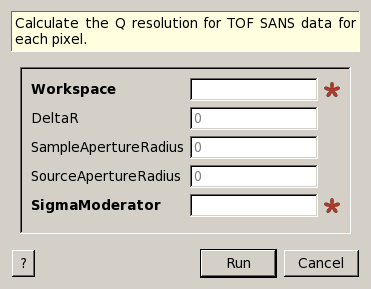 Calculate the Q resolution for TOF SANS data for
each pixel.
Workspace
DeltaR 0
SampleApertureRadius 0
SourceApertureRadius 0
SigmaModerator
? Run Cancel